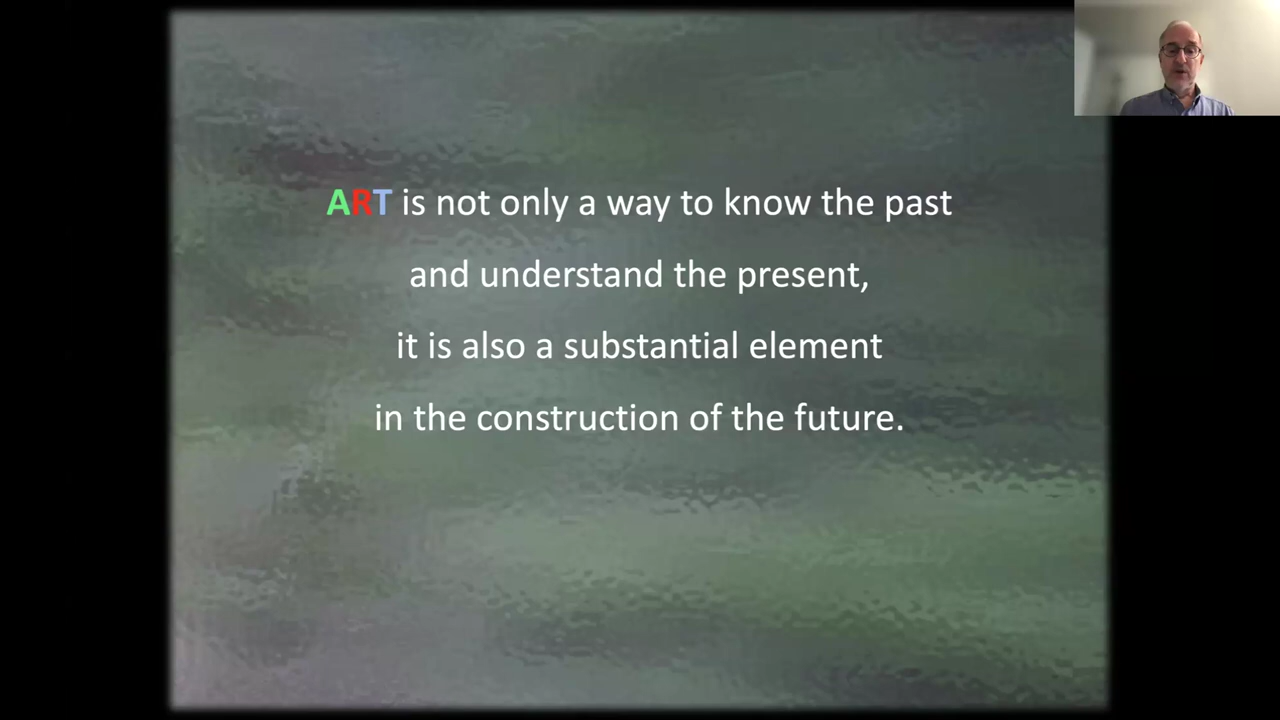 ART is not only a way to know the past
and understand the present,
it is also a substantial element
in the construction of the future.